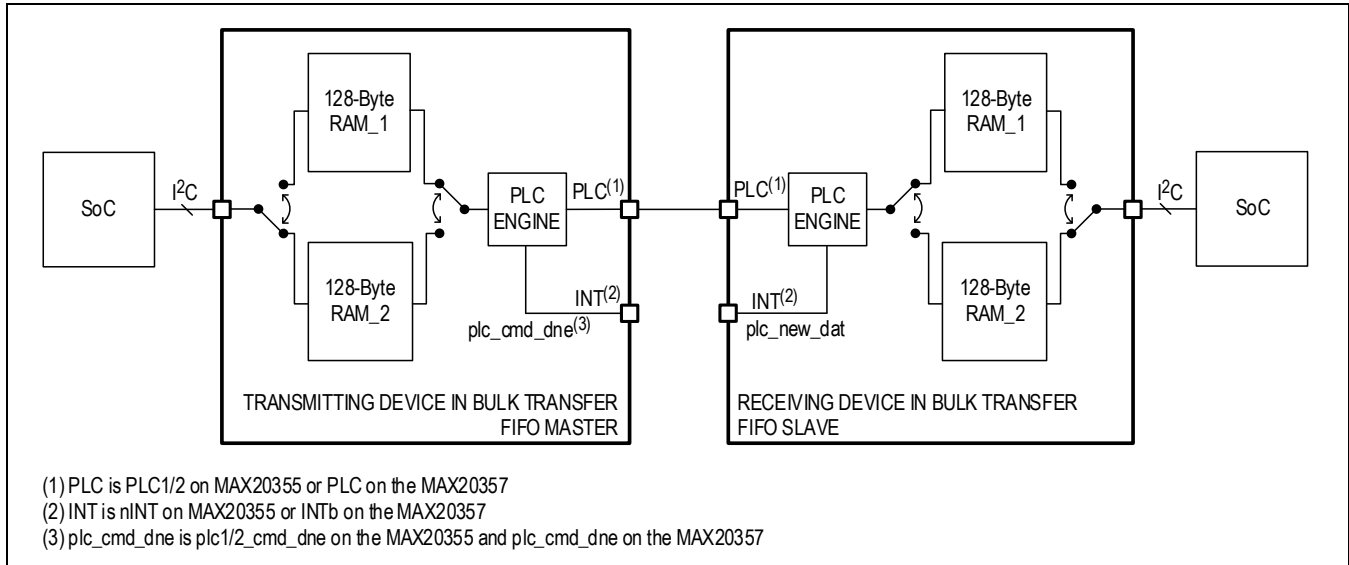 SoC
I²C
128-Byte
RAM_1
128-Byte
RAM_2
PLC
ENGINE
PLC(1)
INT(2)
plc_cmd_dne(3)
TRANSMITTING DEVICE IN BULK TRANSFER
FIFO MASTER
PLC(1)
PLC
ENGINE
INT(2)
plc_new_dat
128-Byte
RAM_1
128-Byte
RAM_2
RECEIVING DEVICE IN BULK TRANSFER
FIFO SLAVE
I²C
SoC
(1) PLC is PLC1/2 on MAX20355 or PLC on the MAX20357
(2) INT is nINT on MAX20355 or INTb on the MAX20357
(3) plc_cmd_dne is plc1/2_cmd_dne on the MAX20355 and plc_cmd_dne on the MAX20357